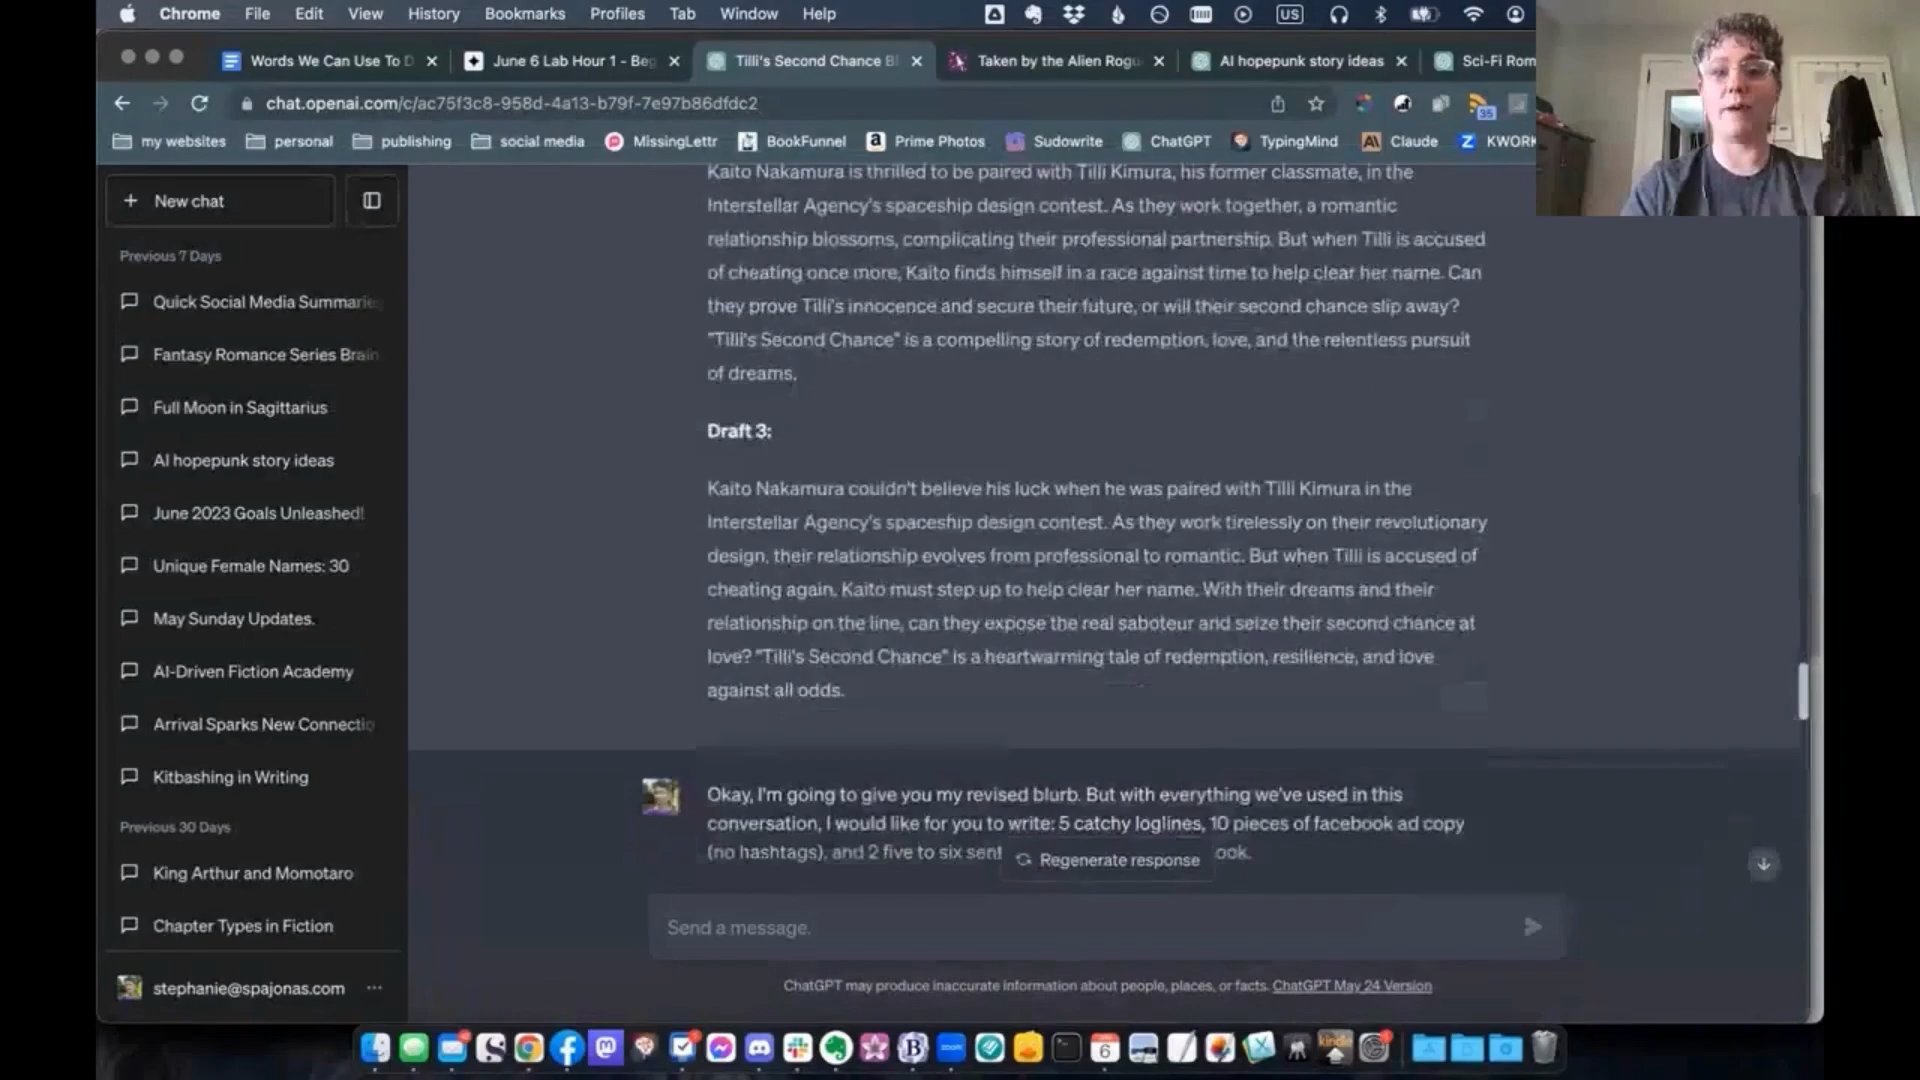 Chrome File Edit View History Bookmarks Profiles Tab Window Help
US
Words We Can Use To D
June 6 Lab Hour 1 - Beg
Tilli's Second Chance Bl
Taken by the Alien Rogu
AI hopepunk story ideas
Sci-Fi Rom
chat.openai.com/c/ac75f3c8-958d-4a13-b79f-7e97b86dfdc2
35
my websites personal publishing social media MissingLettr BookFunnel Prime Photos Sudowrite ChatGPT TypingMind Claude KWORK
+ New chat
Previous 7 Days
Quick Social Media Summaries
Fantasy Romance Series Brain
Full Moon in Sagittarius
AI hopepunk story ideas
June 2023 Goals Unleashed!
Unique Female Names: 30
May Sunday Updates.
AI-Driven Fiction Academy
Arrival Sparks New Connectio
Kitbashing in Writing
Previous 30 Days
King Arthur and Momotaro
Chapter Types in Fiction
stephanie@spajonas.com ...
Kaito Nakamura is thrilled to be paired with Tilli Kimura, his former classmate, in the
Interstellar Agency's spaceship design contest. As they work together, a romantic
relationship blossoms, complicating their professional partnership. But when Tilli is accused
of cheating once more, Kaito finds himself in a race against time to help clear her name. Can
they prove Tilli's innocence and secure their future, or will their second chance slip away?
"Tilli's Second Chance" is a compelling story of redemption, love, and the relentless pursuit
of dreams.
Draft 3:
Kaito Nakamura couldn't believe his luck when he was paired with Tilli Kimura in the
Interstellar Agency's spaceship design contest. As they work tirelessly on their revolutionary
design, their relationship evolves from professional to romantic. But when Tilli is accused of
cheating again, Kaito must step up to help clear her name. With their dreams and their
relationship on the line, can they expose the real saboteur and seize their second chance at
love? "Tilli's Second Chance" is a heartwarming tale of redemption, resilience, and love
against all odds.
Okay, I'm going to give you my revised blurb. But with everything we've used in this
conversation, I would like for you to write: 5 catchy loglines, 10 pieces of facebook ad copy
(no hashtags), and 2 five to six sent ook.
Regenerate response
Send a message.
ChatGPT may produce inaccurate information about people, places, or facts. ChatGPT May 24 Version
zoom
6
kindle